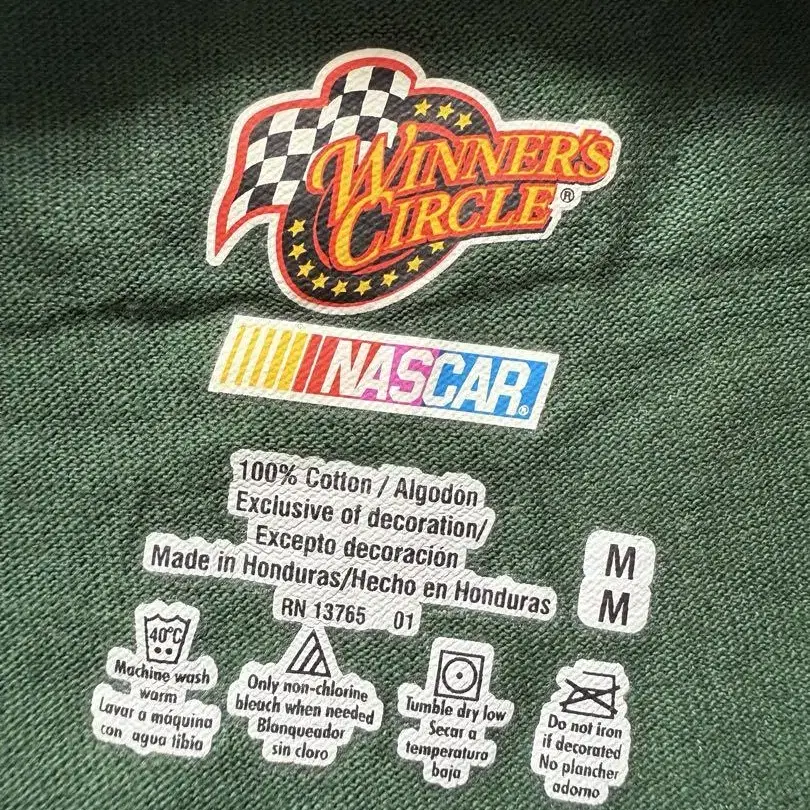 WINNER'S
CIRCLE®
NASCAR®
100% Cotton / Algodón
Exclusive of decoration/
Excepto decoración
Made in Honduras/Hecho en Honduras
RN 13765 01
M
M
40°C
Machine wash
warm
Lavar a máquina
con agua tibia
Only non-chlorine
bleach when needed
Blanqueador
sin cloro
Tumble dry low
Secar a
temperatura
baja
Do not iron
if decorated
No planchar
adorno